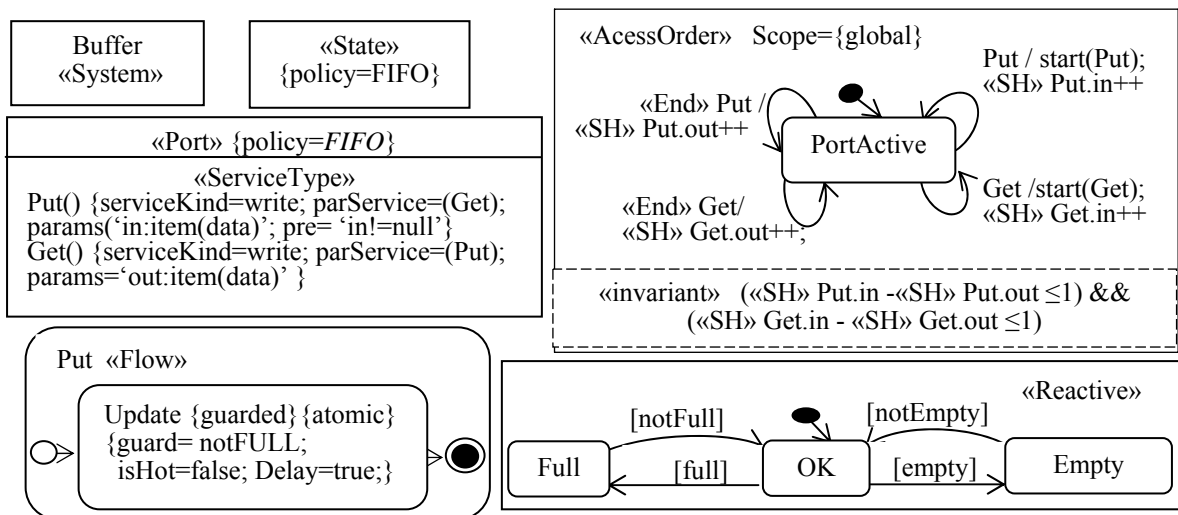 Buffer
«System»
«State»
{policy=FIFO}
«Port» {policy=FIFO}
«ServiceType»
Put() {serviceKind=write; parService=(Get);
params(‘in:item(data)’; pre= ‘in!=null’}
Get() {serviceKind=write; parService=(Put);
params=‘out:item(data)’ }
«AcessOrder» Scope={global}
Put / start(Put);
«SH» Put.in++
«End» Put /
«SH» Put.out++
PortActive
Get /start(Get);
«SH» Get.in++
«End» Get/
«SH» Get.out++;
«invariant» («SH» Put.in -«SH» Put.out ≤1) &&
(«SH» Get.in - «SH» Get.out ≤1)
Put «Flow»
Update {guarded}{atomic}
{guard= notFULL;
isHot=false; Delay=true;}
«Reactive»
[notFull]
[notEmpty]
Full
[full]
OK
[empty]
Empty